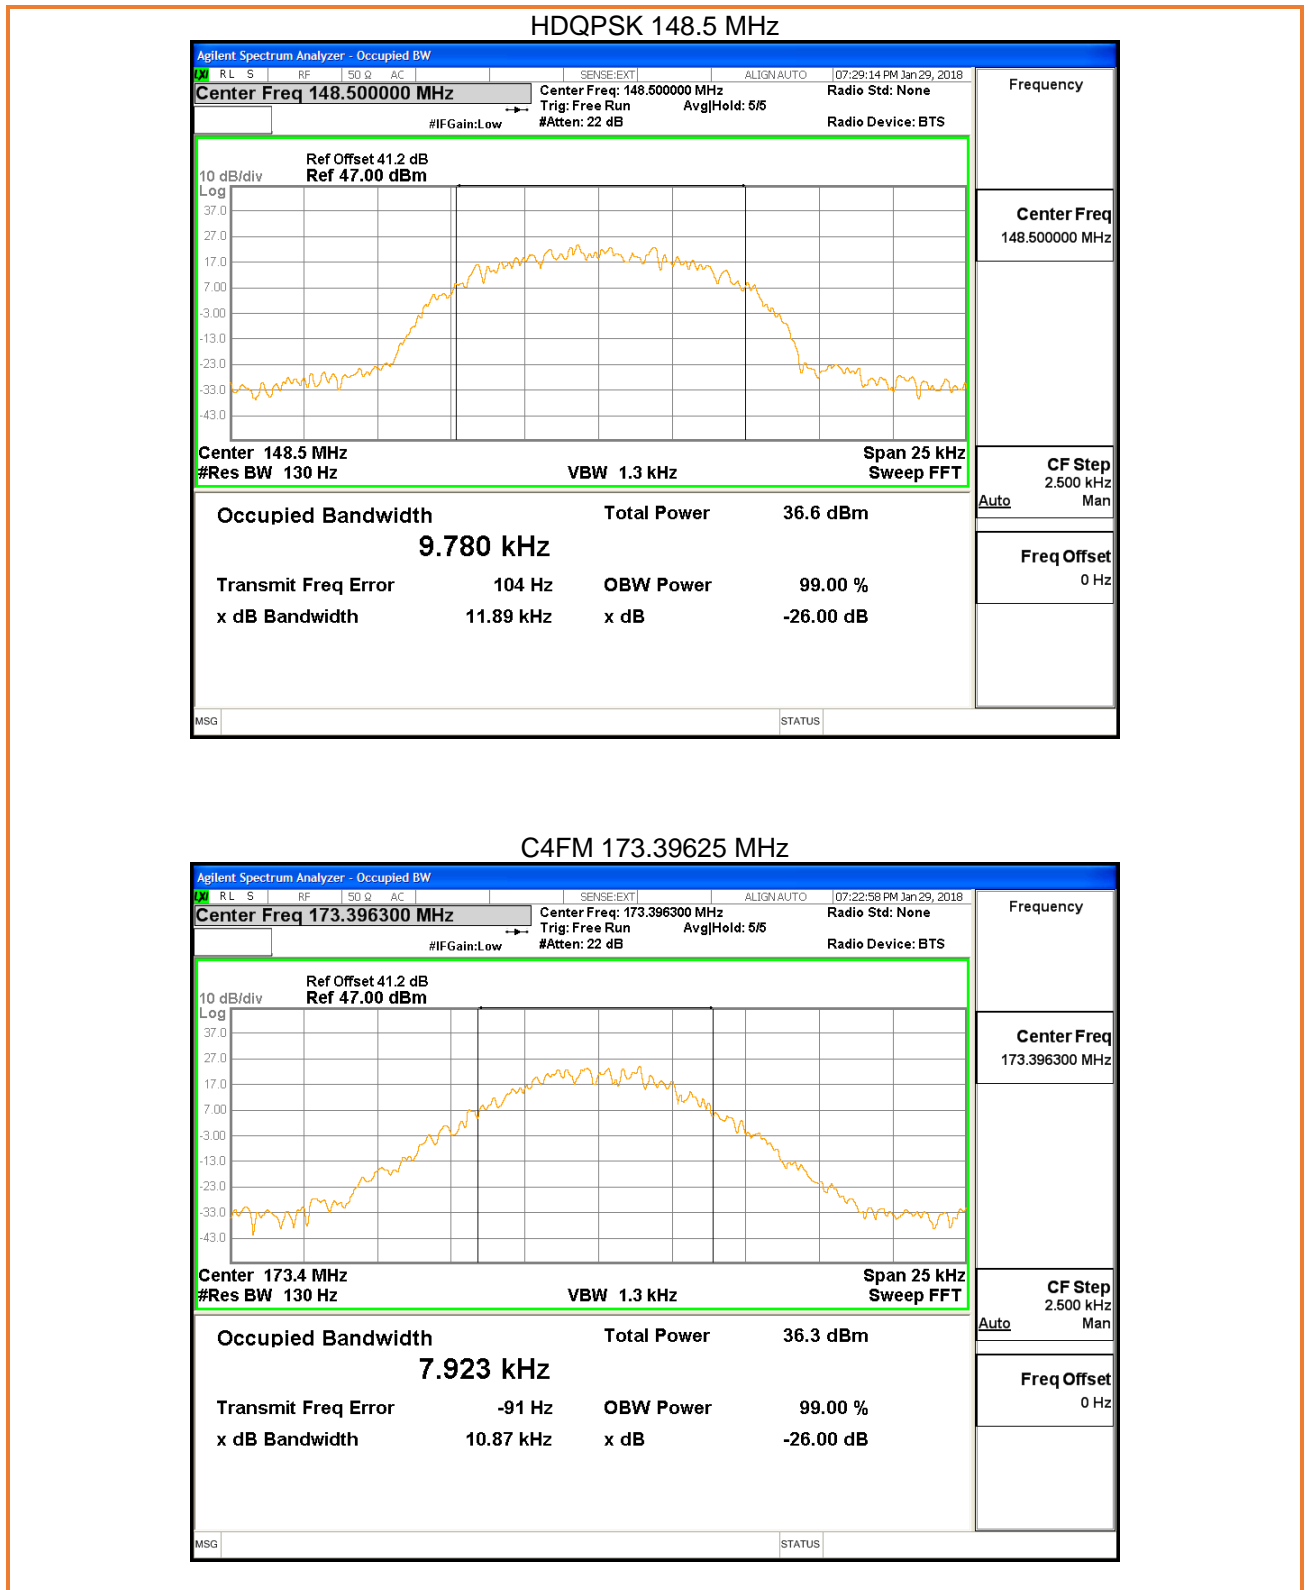 HDQPSK 148.5 MHz
Agilent Spectrum Analyzer - Occupied BW
LXI RL S RF 50 Ω AC SENSE:EXT ALIGN AUTO 07:29:14 PM Jan 29, 2018
Center Freq 148.500000 MHz
Center Freq: 148.500000 MHz
Radio Std: None
Trig: Free Run Avg|Hold: 5/5
#IFGain:Low
#Atten: 22 dB
Radio Device: BTS
Ref Offset 41.2 dB
10 dB/div Ref 47.00 dBm
Log
37.0
27.0
17.0
7.00
-3.00
-13.0
-23.0
-33.0
-43.0
Center 148.5 MHz Span 25 kHz
#Res BW 130 Hz VBW 1.3 kHz Sweep FFT
Occupied Bandwidth Total Power 36.6 dBm
9.780 kHz
Transmit Freq Error 104 Hz OBW Power 99.00 %
x dB Bandwidth 11.89 kHz x dB -26.00 dB
MSG STATUS
Frequency
Center Freq
148.500000 MHz
CF Step
2.500 kHz
Auto Man
Freq Offset
0 Hz
C4FM 173.39625 MHz
Agilent Spectrum Analyzer - Occupied BW
LXI RL S RF 50 Ω AC SENSE:EXT ALIGN AUTO 07:22:58 PM Jan 29, 2018
Center Freq 173.396300 MHz
Center Freq: 173.396300 MHz
Radio Std: None
Trig: Free Run Avg|Hold: 5/5
#IFGain:Low
#Atten: 22 dB
Radio Device: BTS
Ref Offset 41.2 dB
10 dB/div Ref 47.00 dBm
Log
37.0
27.0
17.0
7.00
-3.00
-13.0
-23.0
-33.0
-43.0
Center 173.4 MHz Span 25 kHz
#Res BW 130 Hz VBW 1.3 kHz Sweep FFT
Occupied Bandwidth Total Power 36.3 dBm
7.923 kHz
Transmit Freq Error -91 Hz OBW Power 99.00 %
x dB Bandwidth 10.87 kHz x dB -26.00 dB
MSG STATUS
Frequency
Center Freq
173.396300 MHz
CF Step
2.500 kHz
Auto Man
Freq Offset
0 Hz